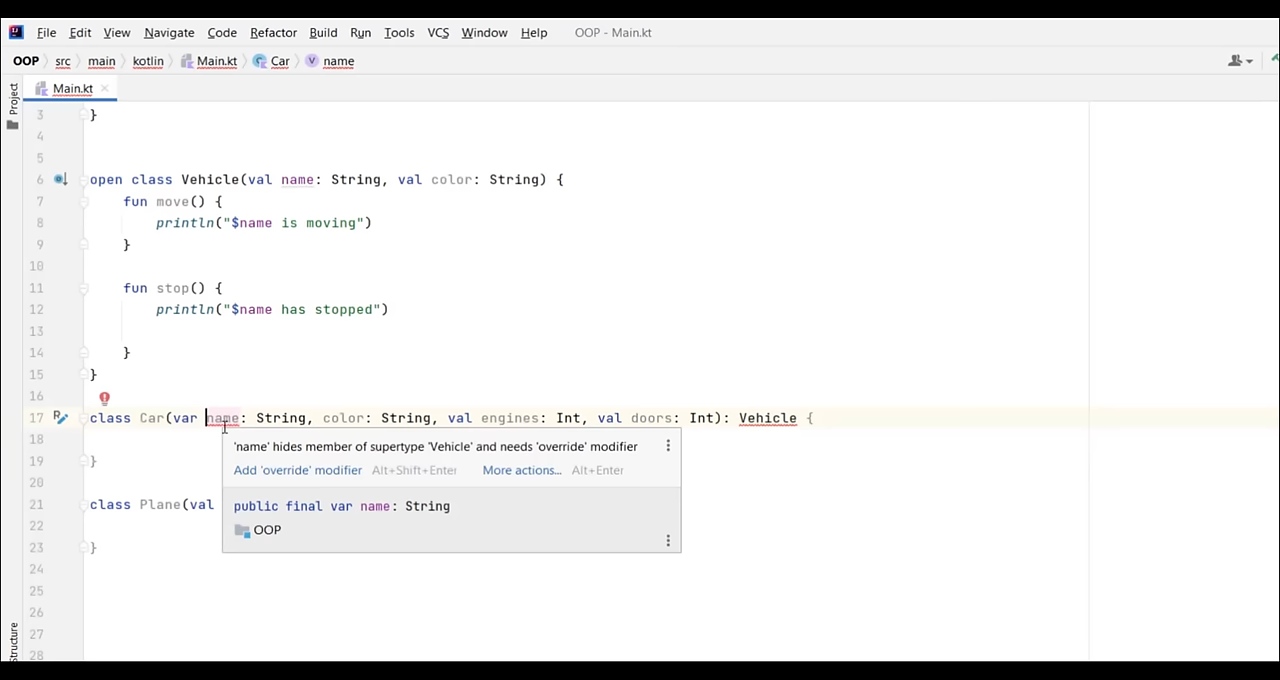 File Edit View Navigate Code Refactor Build Run Tools VCS Window Help OOP - Main.kt
OOP src main kotlin Main.kt Car name
Main.kt
Project
3 }
4
5
6 open class Vehicle(val name: String, val color: String) {
7 fun move() {
8 println("$name is moving")
9 }
10
11 fun stop() {
12 println("$name has stopped")
13
14 }
15 }
16
17 class Car(var name: String, color: String, val engines: Int, val doors: Int): Vehicle {
18
'name' hides member of supertype 'Vehicle' and needs 'override' modifier
19 }
Add 'override' modifier Alt+Shift+Enter More actions... Alt+Enter
20
21 class Plane(val
public final var name: String
22
OOP
23 }
24
25
26
27
28
Structure